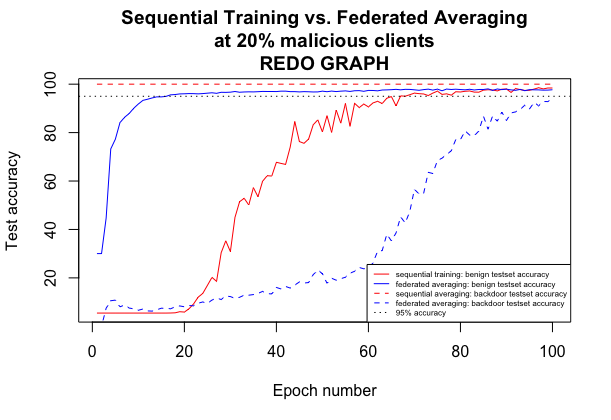 Sequential Training vs. Federated Averaging
at 20% malicious clients
REDO GRAPH
100
80
60
40
20
Test accuracy
sequential training: benign testset accuracy
federated averaging: benign testset accuracy
sequential averaging: backdoor testset accuracy
federated averaging: backdoor testset accuracy
95% accuracy
0 20 40 60 80 100
Epoch number